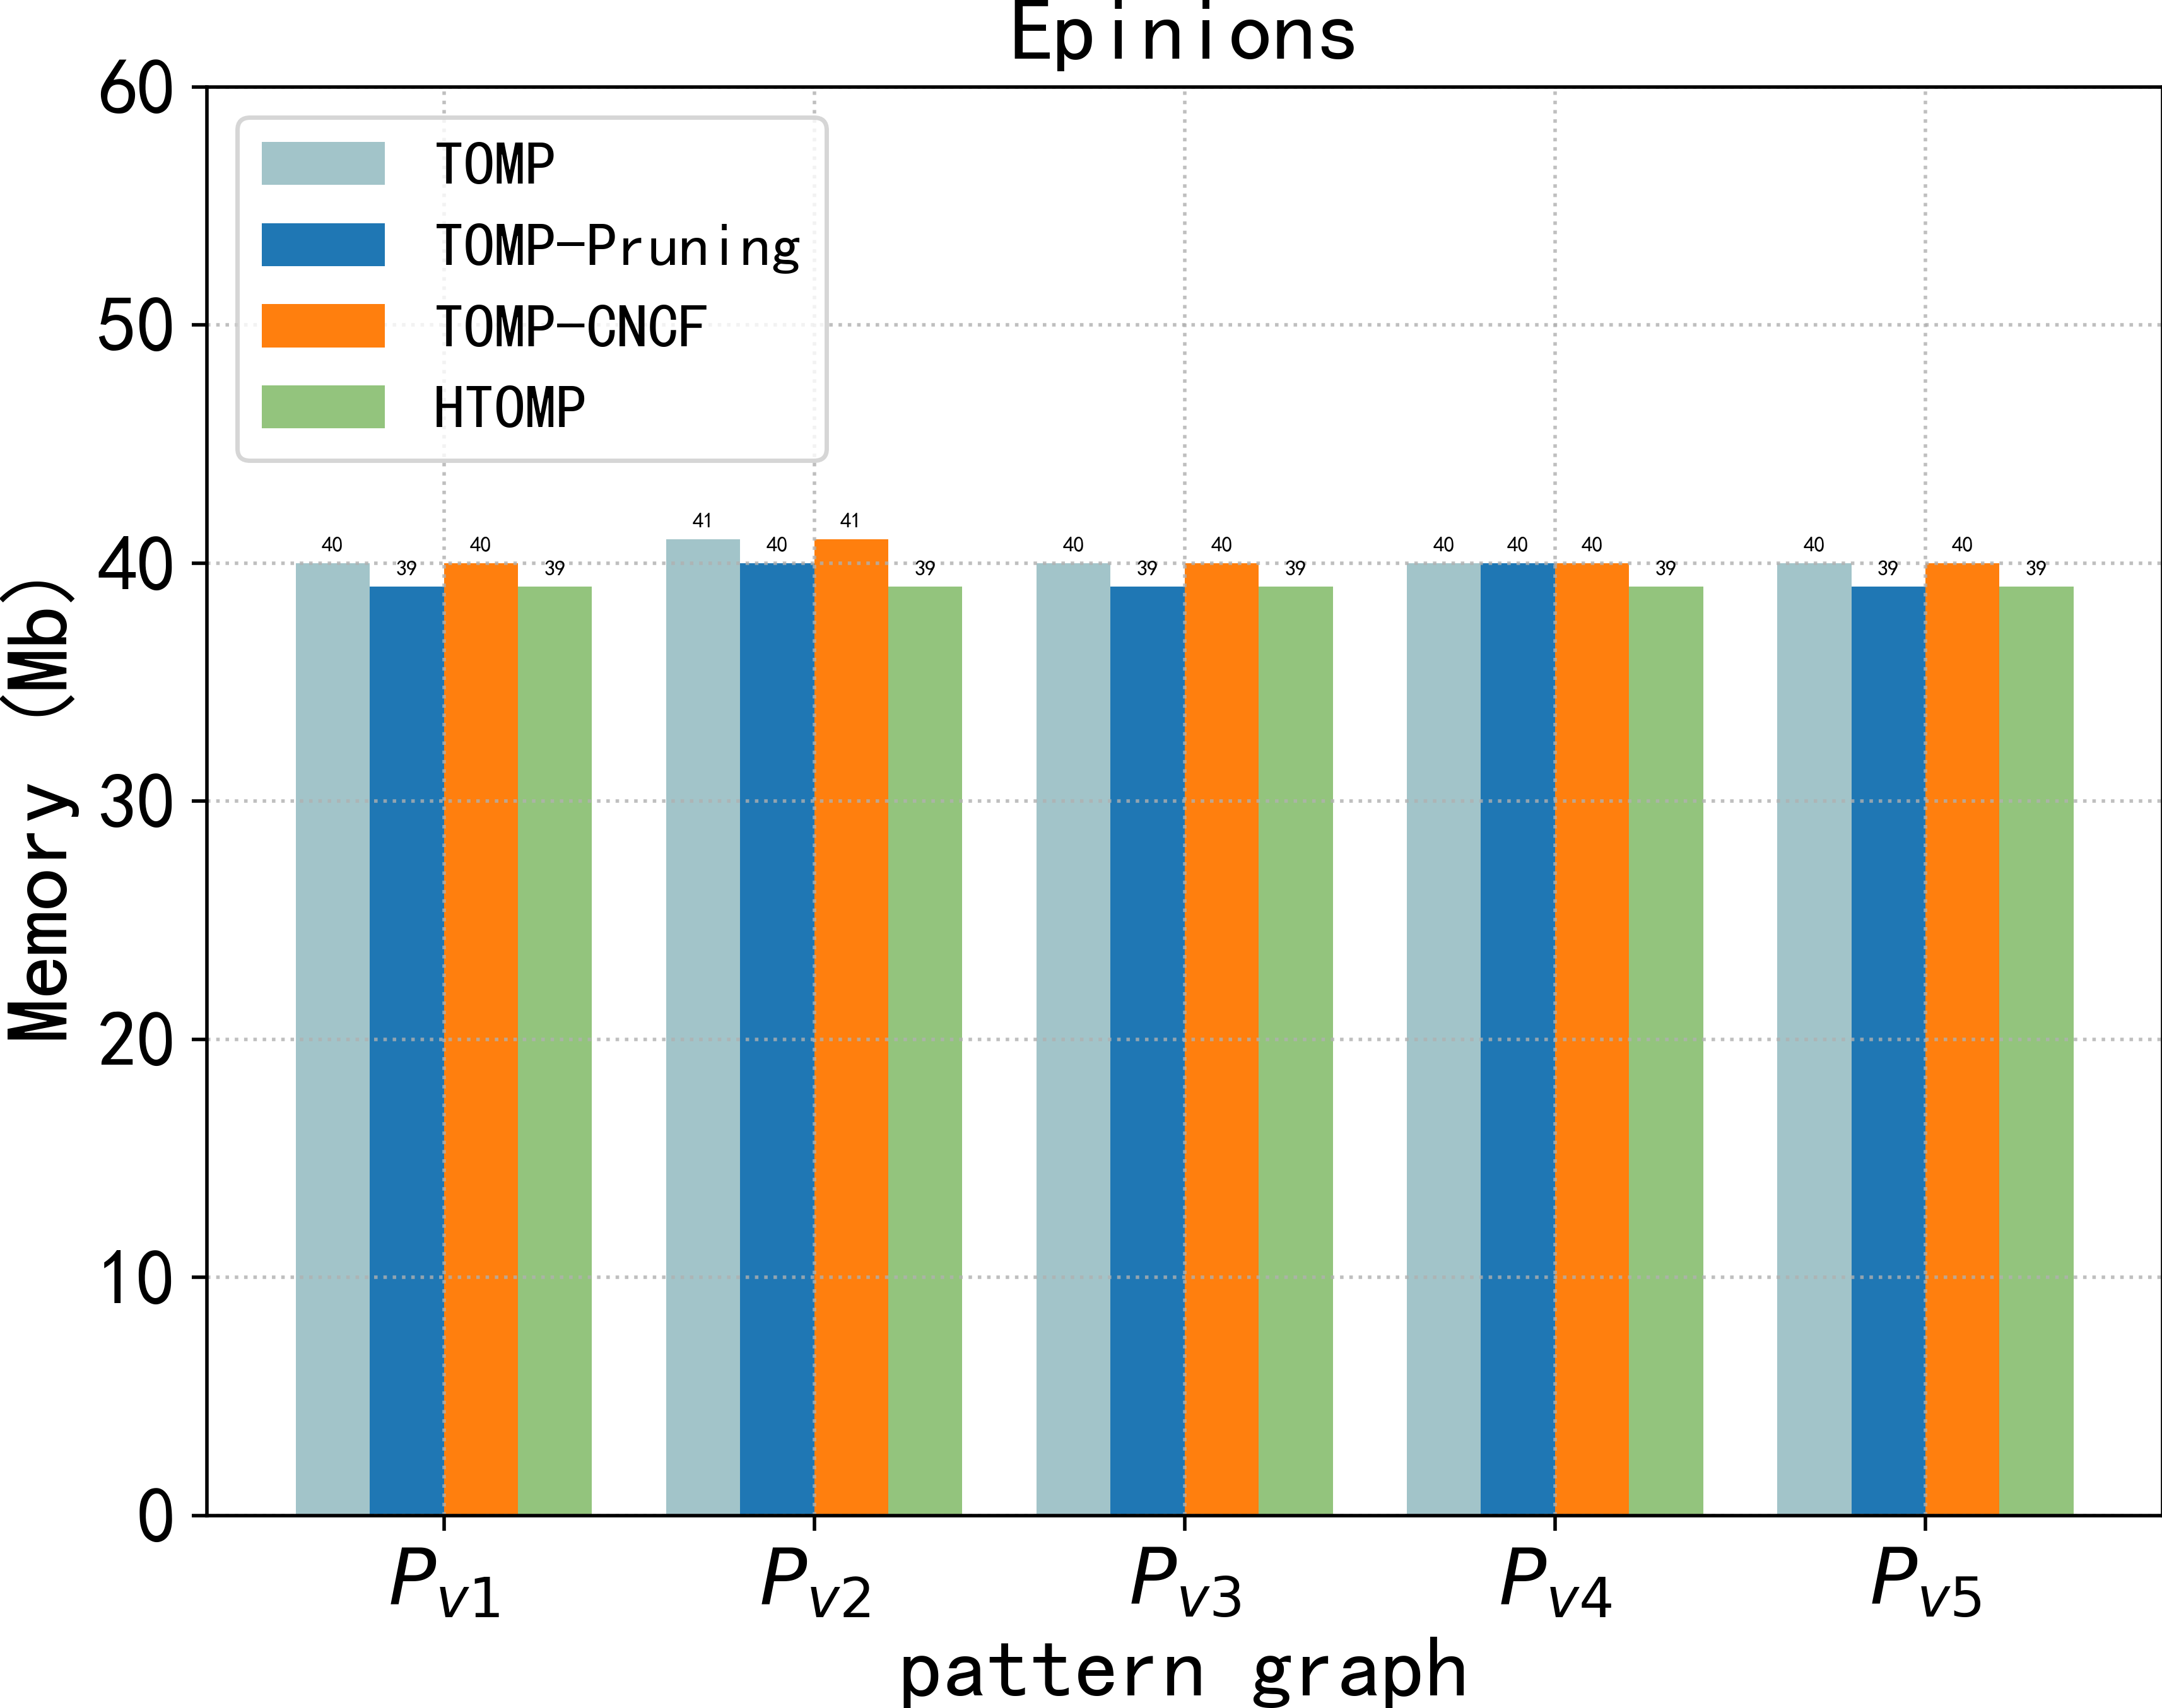 Epinions
60
50
40
30
20
10
0
Memory (Mb)
TOMP
TOMP-Pruning
TOMP-CNCF
HTOMP
40 39 40 39
41 40 41 39
40 39 40 39
40 40 40 39
40 39 40 39
Pv1 Pv2 Pv3 Pv4 Pv5
pattern graph